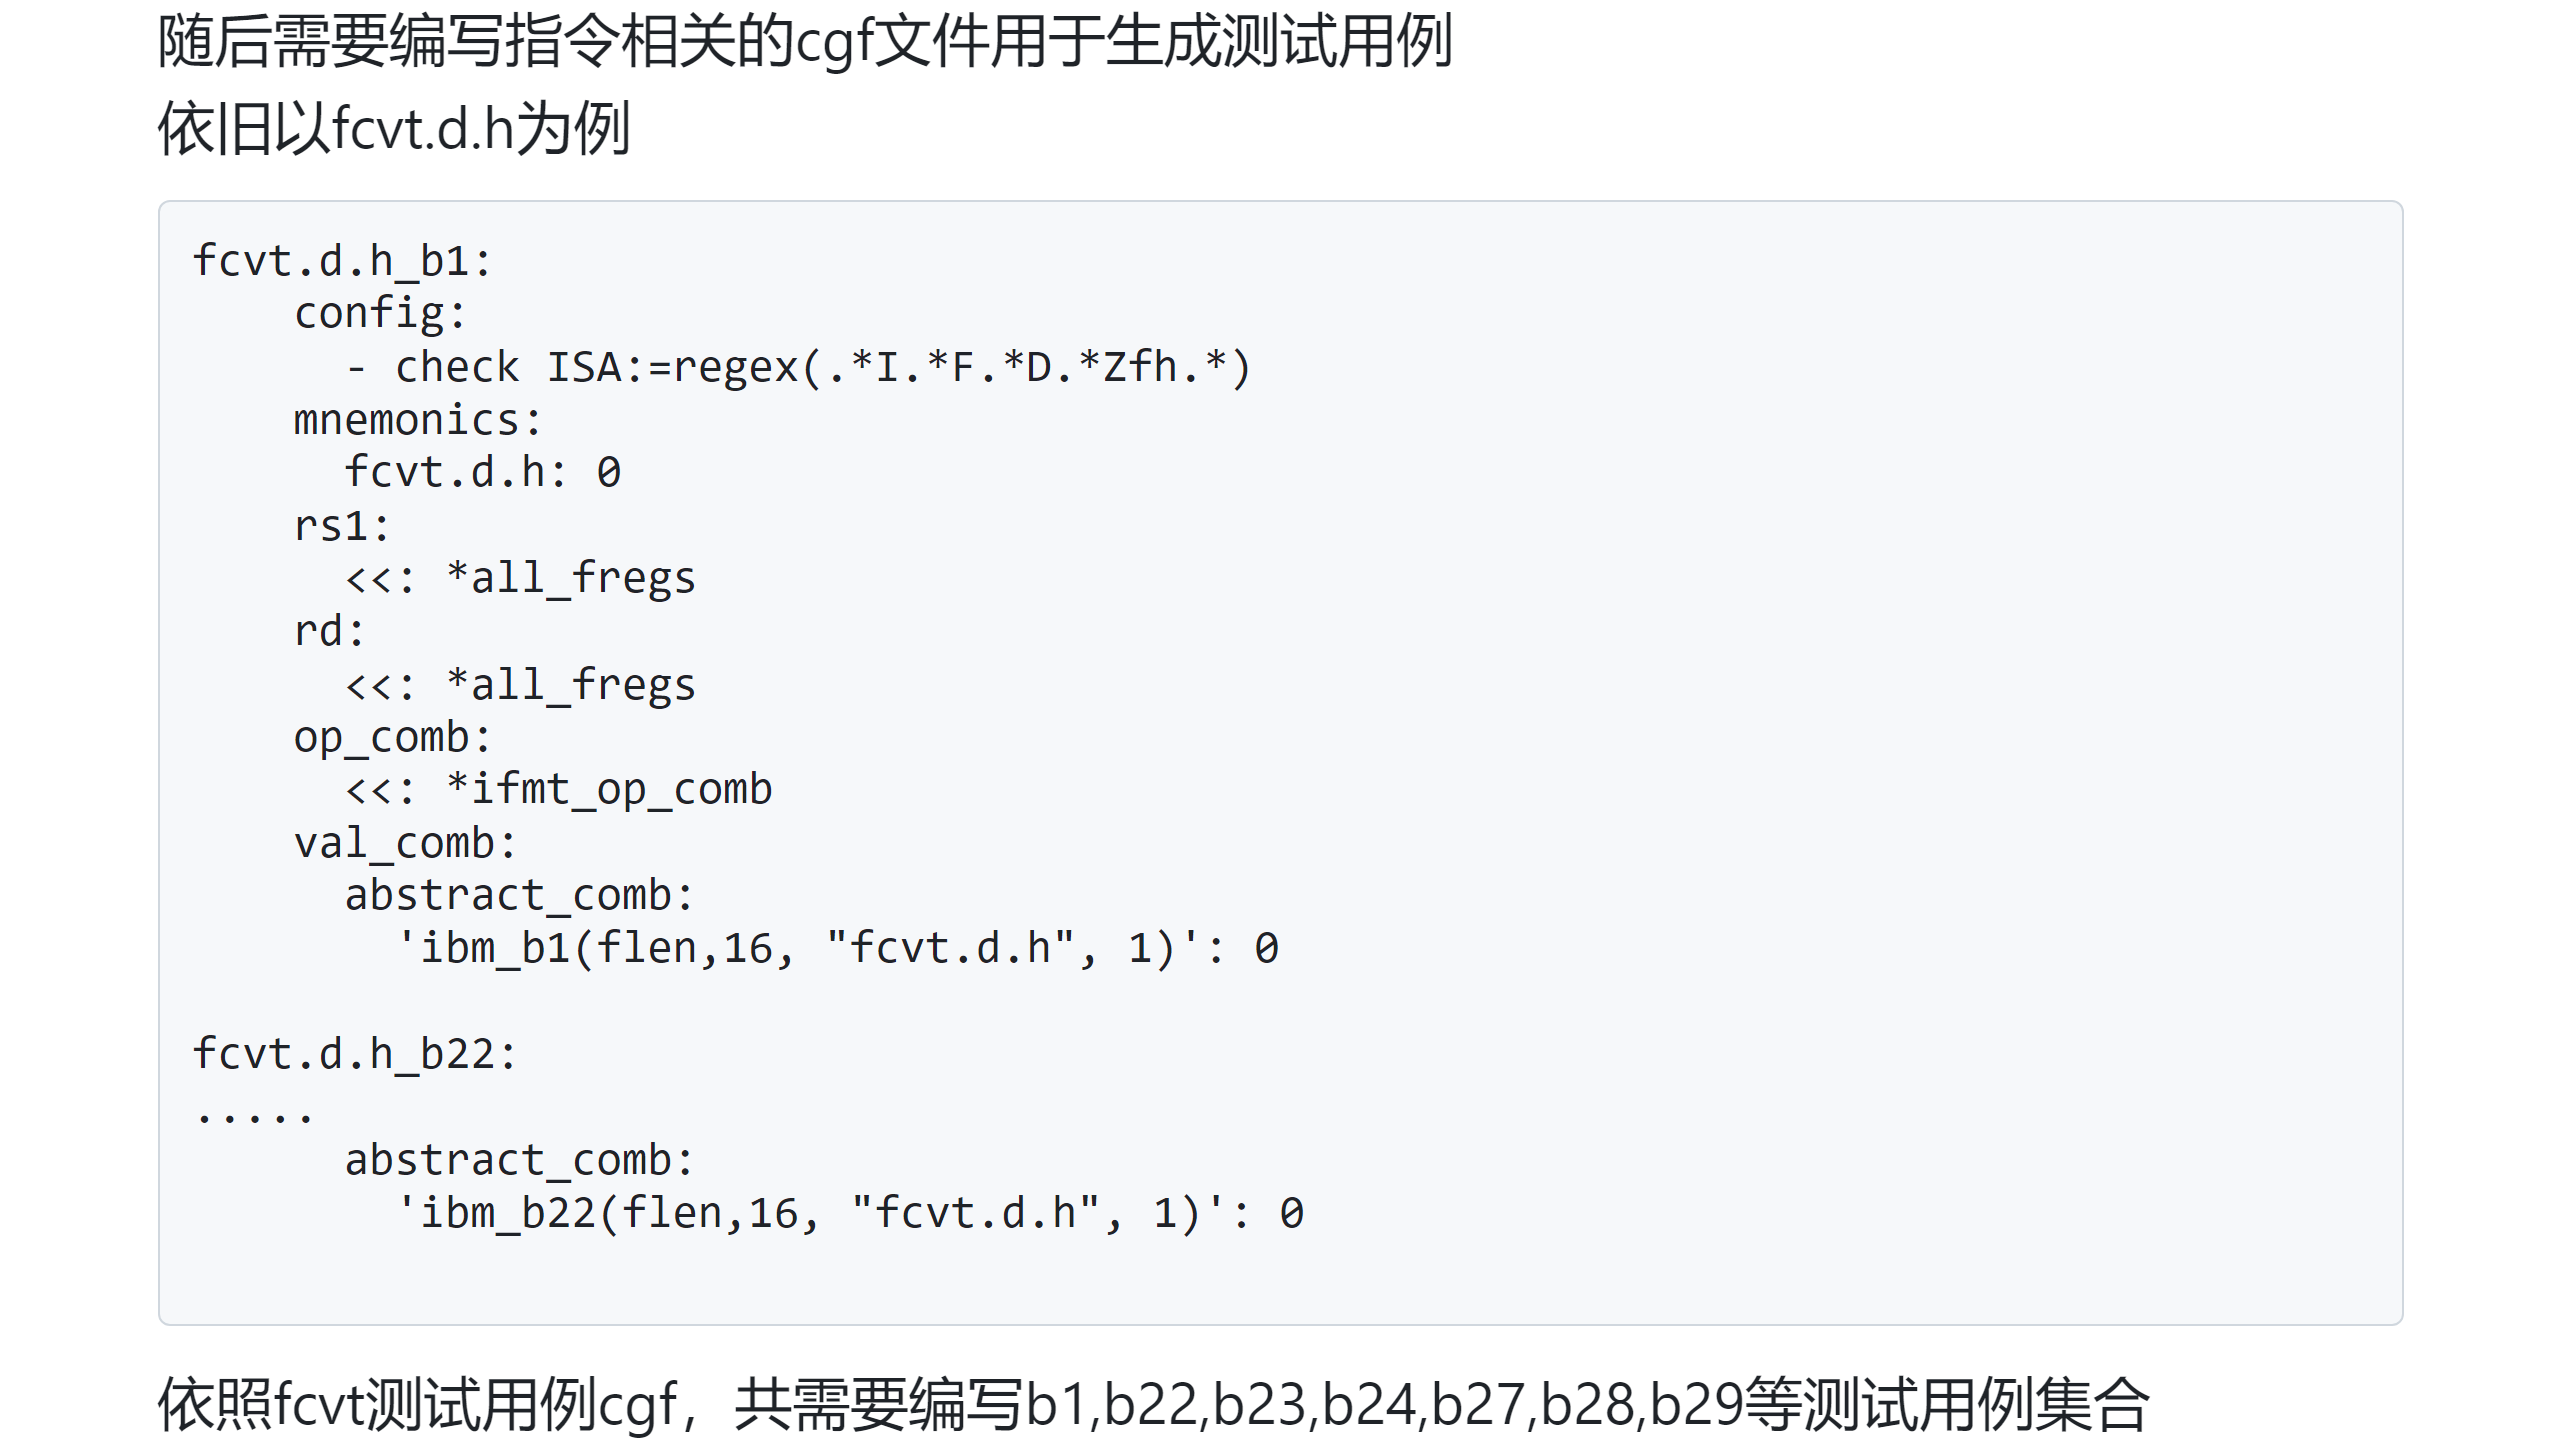 随后需要编写指令相关的cgf文件用于生成测试用例
依旧以fcvt.d.h为例
fcvt.d.h_b1:
    config:
      - check ISA:=regex(.*I.*F.*D.*Zfh.*)
    mnemonics:
      fcvt.d.h: 0
    rs1:
      <<: *all_fregs
    rd:
      <<: *all_fregs
    op_comb:
      <<: *ifmt_op_comb
    val_comb:
      abstract_comb:
        'ibm_b1(flen,16, "fcvt.d.h", 1)': 0
fcvt.d.h_b22:
.....
      abstract_comb:
        'ibm_b22(flen,16, "fcvt.d.h", 1)': 0
依照fcvt测试用例cgf，共需要编写b1,b22,b23,b24,b27,b28,b29等测试用例集合